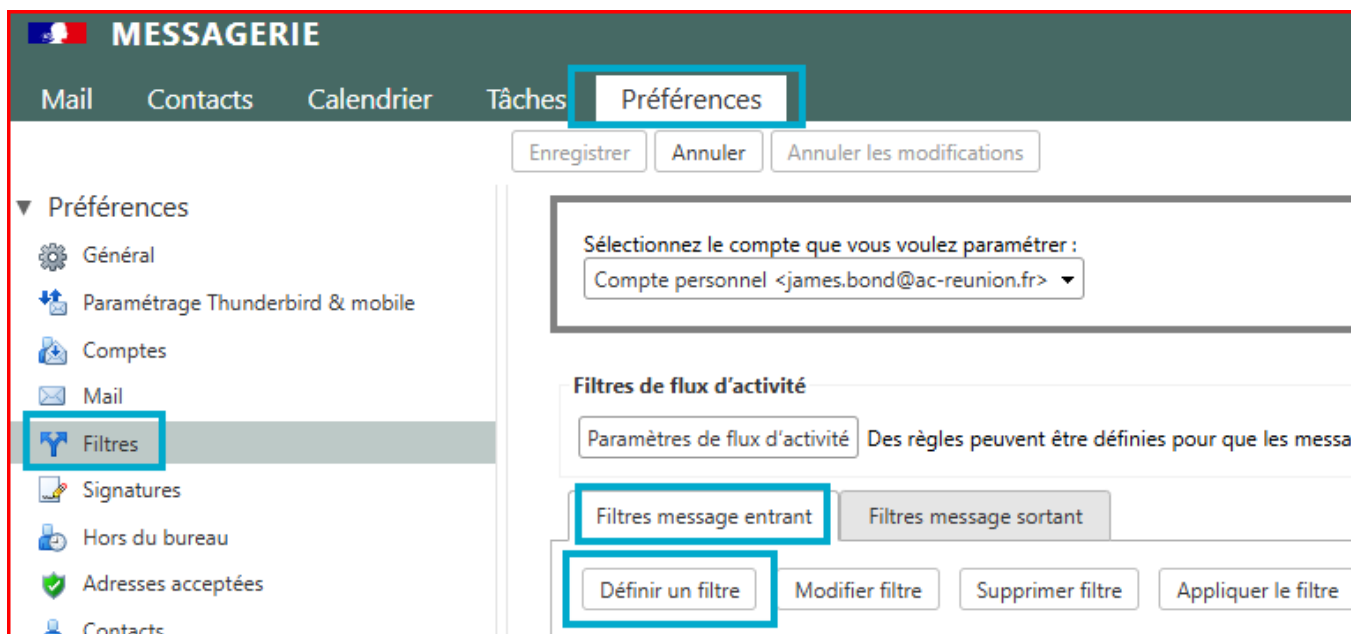 MESSAGERIE
Mail Contacts Calendrier Tâches Préférences
Enregistrer Annuler Annuler les modifications
Préférences
Général
Paramétrage Thunderbird & mobile
Comptes
Mail
Filtres
Signatures
Hors du bureau
Adresses acceptées
Contacts
Sélectionnez le compte que vous voulez paramétrer :
Compte personnel <james.bond@ac-reunion.fr>
Filtres de flux d'activité
Paramètres de flux d'activité Des règles peuvent être définies pour que les messa
Filtres message entrant Filtres message sortant
Définir un filtre Modifier filtre Supprimer filtre Appliquer le filtre